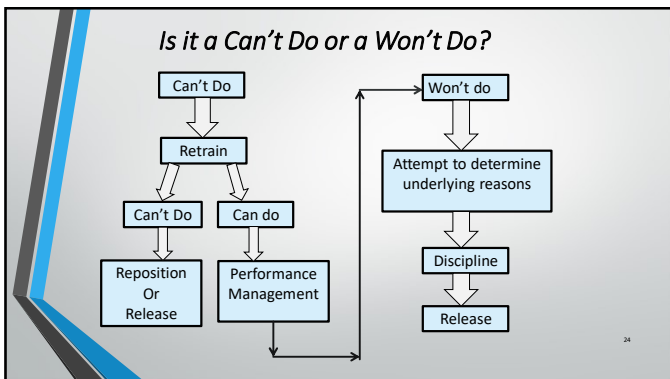 Is it a Can't Do or a Won't Do?
Can't Do
Retrain
Can't Do
Can do
Reposition
Or
Release
Performance
Management
Won't do
Attempt to determine
underlying reasons
Discipline
Release
24